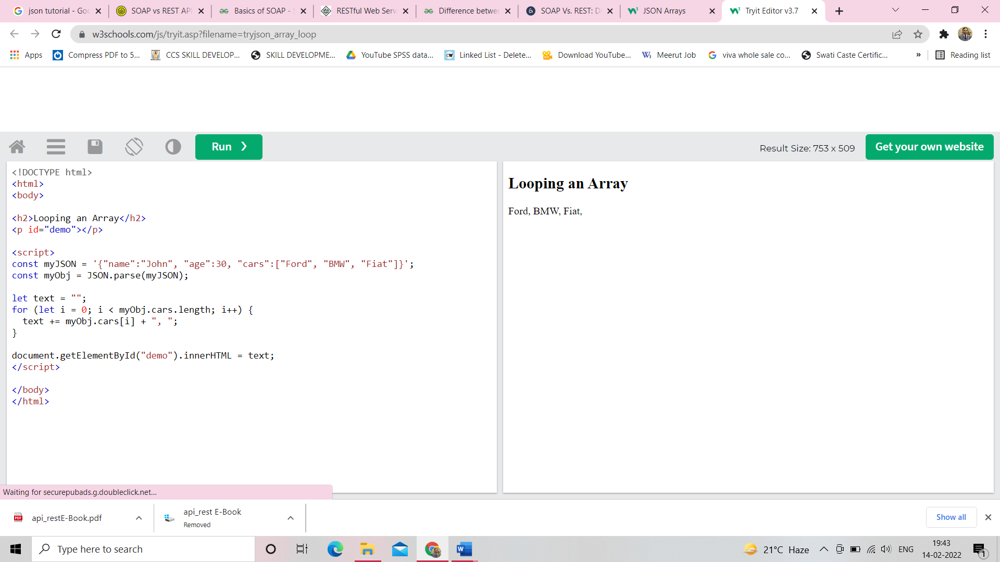 json tutorial - Goo
SOAP vs REST API
Basics of SOAP - S
RESTful Web Serv
Difference betwee
SOAP Vs. REST: D
JSON Arrays
Tryit Editor v3.7
w3schools.com/js/tryit.asp?filename=tryjson_array_loop
Apps
Compress PDF to 5...
CCS SKILL DEVELOP...
SKILL DEVELOPME...
YouTube SPSS data...
Linked List - Delete...
Download YouTube...
Meerut Job
viva whole sale co...
Swati Caste Certific...
»
Reading list
Run ❯
Result Size: 753 x 509
Get your own website
<!DOCTYPE html>
<html>
<body>
<h2>Looping an Array</h2>
<p id="demo"></p>
<script>
const myJSON = '{"name":"John", "age":30, "cars":["Ford", "BMW", "Fiat"]}';
const myObj = JSON.parse(myJSON);
let text = "";
for (let i = 0; i < myObj.cars.length; i++) {
  text += myObj.cars[i] + ", ";
}
document.getElementById("demo").innerHTML = text;
</script>
</body>
</html>
Looping an Array
Ford, BMW, Fiat,
Waiting for securepubads.g.doubleclick.net...
PDF
api_restE-Book.pdf
api_rest E-Book
Removed
Show all
Type here to search
W
21°C Haze
ENG
19:43
14-02-2022
1